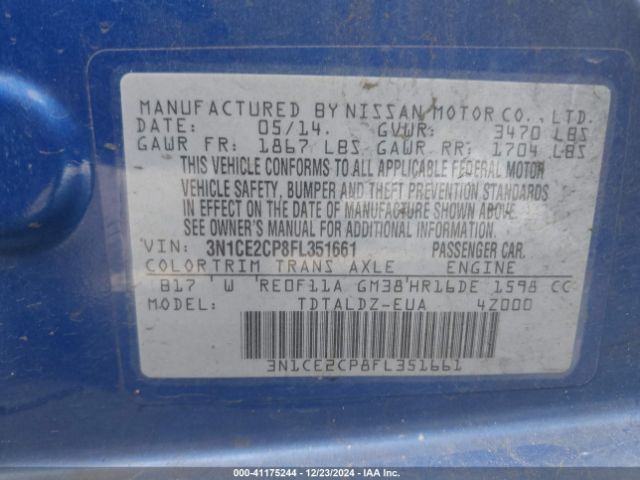 MANUFACTURED BY NISSAN MOTOR CO., LTD.
DATE: 05/14. GVWR: 3470 LBS
GAWR FR: 1867 LBS GAWR RR: 1704 LBS
THIS VEHICLE CONFORMS TO ALL APPLICABLE FEDERAL MOTOR
VEHICLE SAFETY, BUMPER AND THEFT PREVENTION STANDARDS
IN EFFECT ON THE DATE OF MANUFACTURE SHOWN ABOVE.
SEE OWNER'S MANUAL FOR ADDITIONAL INFORMATION.
VIN: 3N1CE2CP8FL351661 PASSENGER CAR.
COLOR TRIM TRANS AXLE ENGINE
B17 W RE0F11A GM38 HR16DE 1598 CC
MODEL: TDTALDZ-EUA 4Z000
3N1CE2CP8FL351661
000-41175244 | 12/23/2024 - IAA Inc.